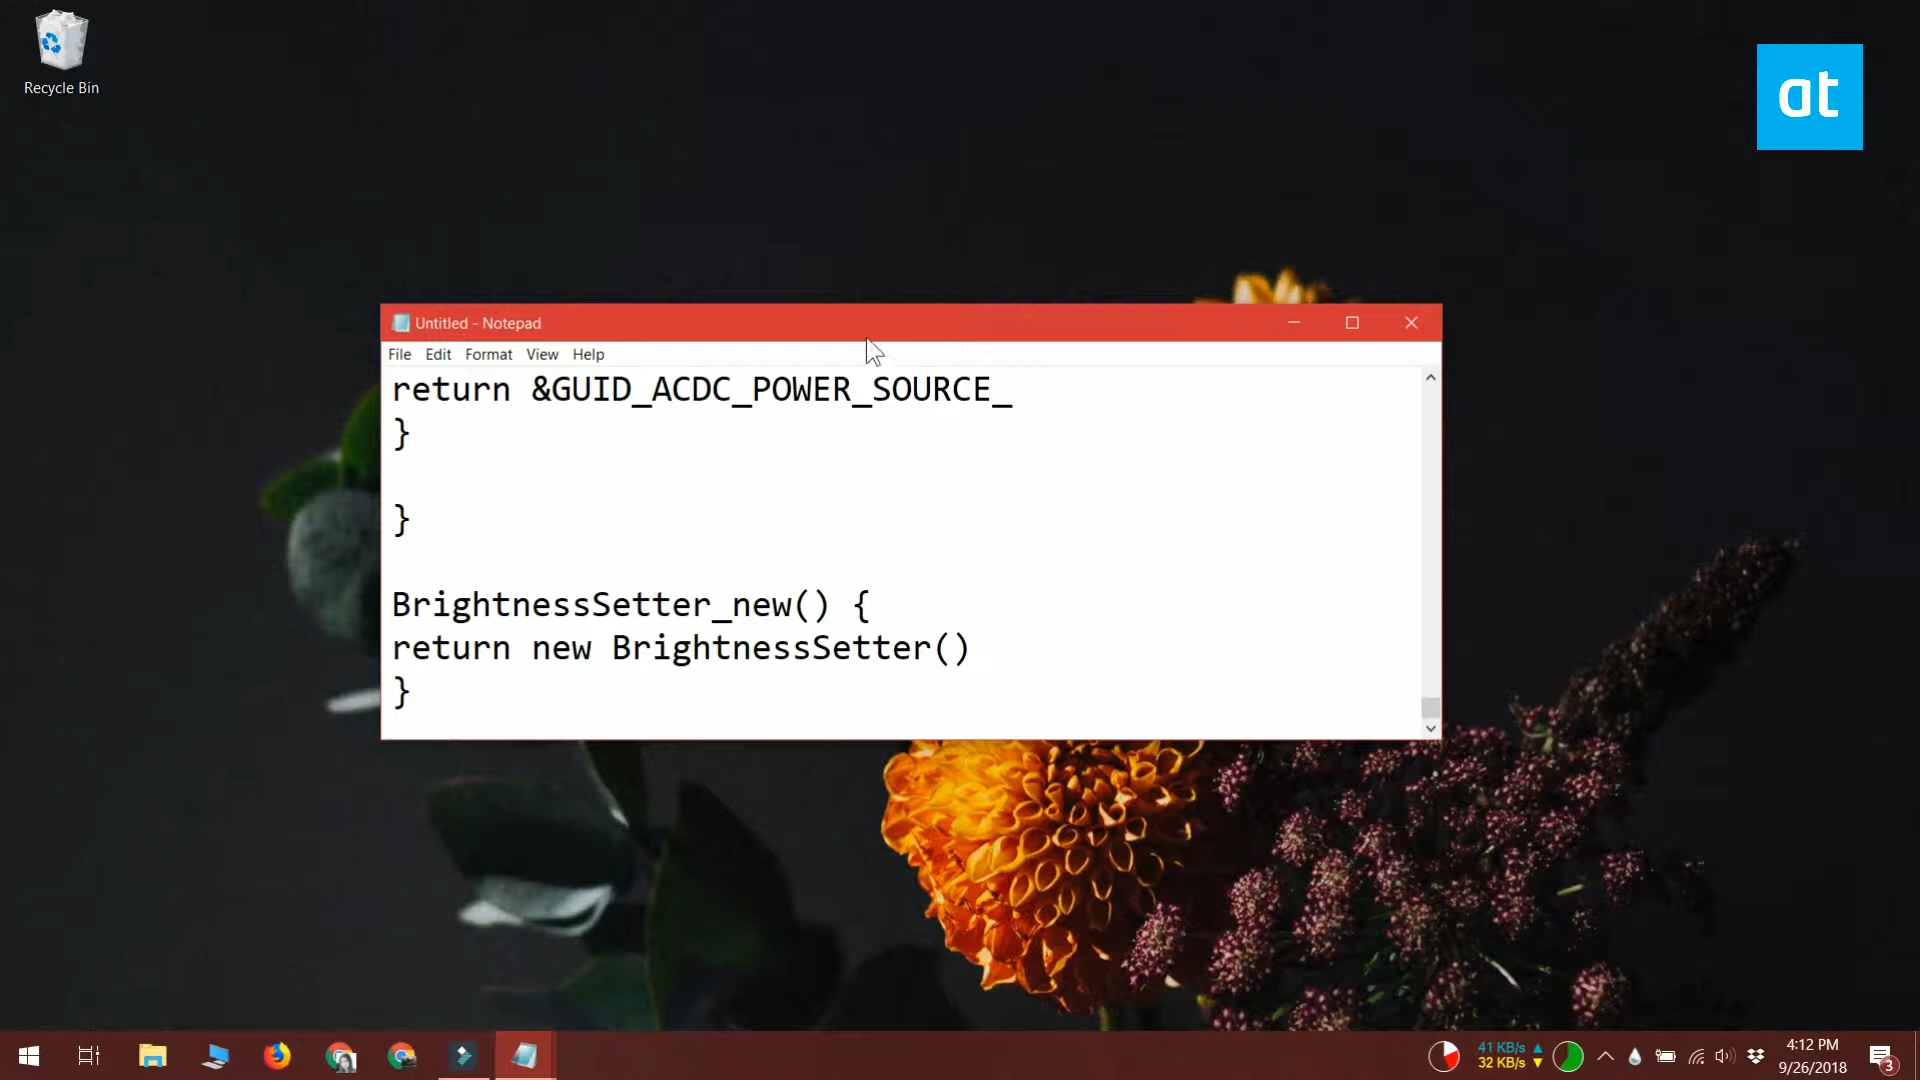 Recycle Bin
at
Untitled - Notepad
File Edit Format View Help
return &GUID_ACDC_POWER_SOURCE_
}
}
BrightnessSetter_new() {
return new BrightnessSetter()
}
41 KB/s
32 KB/s
4:12 PM
9/26/2018
3